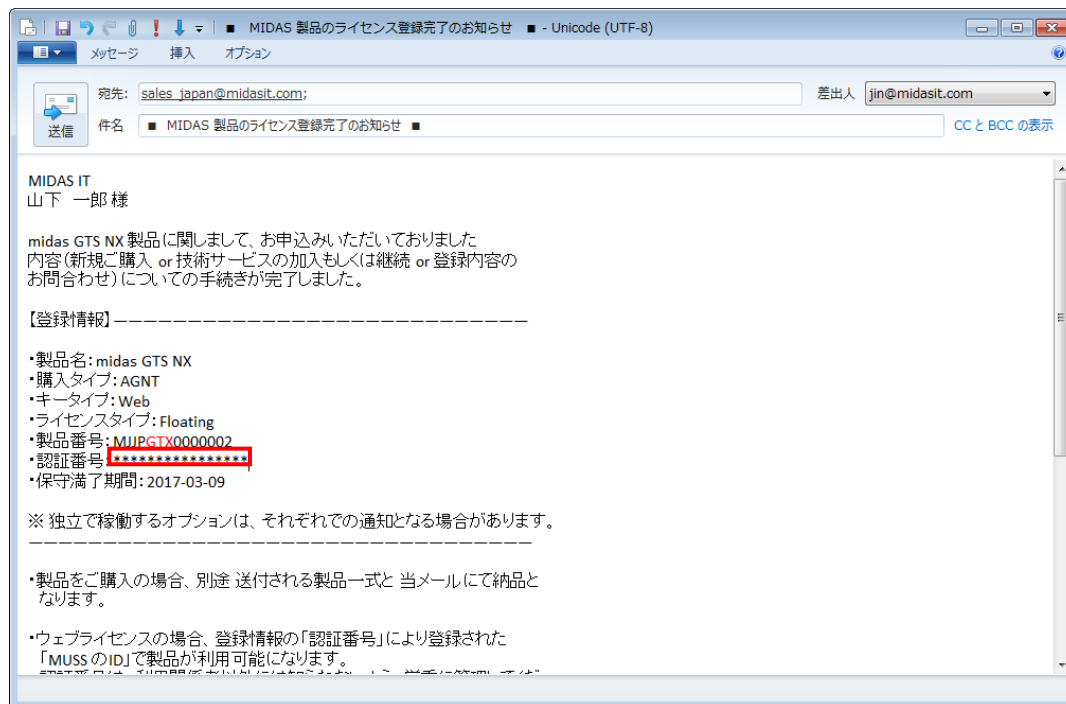 ■ MIDAS 製品のライセンス登録完了のお知らせ ■ - Unicode (UTF-8)
メッセージ 挿入 オプション
宛先: sales_japan@midasit.com;
差出人 jin@midasit.com
送信
件名 ■ MIDAS 製品のライセンス登録完了のお知らせ ■
CC と BCC の表示
MIDAS IT
山下 一郎 様
midas GTS NX 製品に関しまして、お申込みいただいておりました
内容(新規ご購入 or 技術サービスの加入もしくは継続 or 登録内容の
お問合わせ)についての手続きが完了しました。
【登録情報】————————————————————————————
・製品名:midas GTS NX
・購入タイプ:AGNT
・キータイプ:Web
・ライセンスタイプ:Floating
・製品番号:MJJPGTX0000002
・認証番号:****************
・保守満了期間:2017-03-09
※ 独立で稼働するオプションは、それぞれでの通知となる場合があります。
——————————————————————————————————
・製品をご購入の場合、別途 送付される製品一式と 当メールにて納品と
なります。
・ウェブライセンスの場合、登録情報の「認証番号」により登録された
「MUSS のID」で製品が利用可能になります。